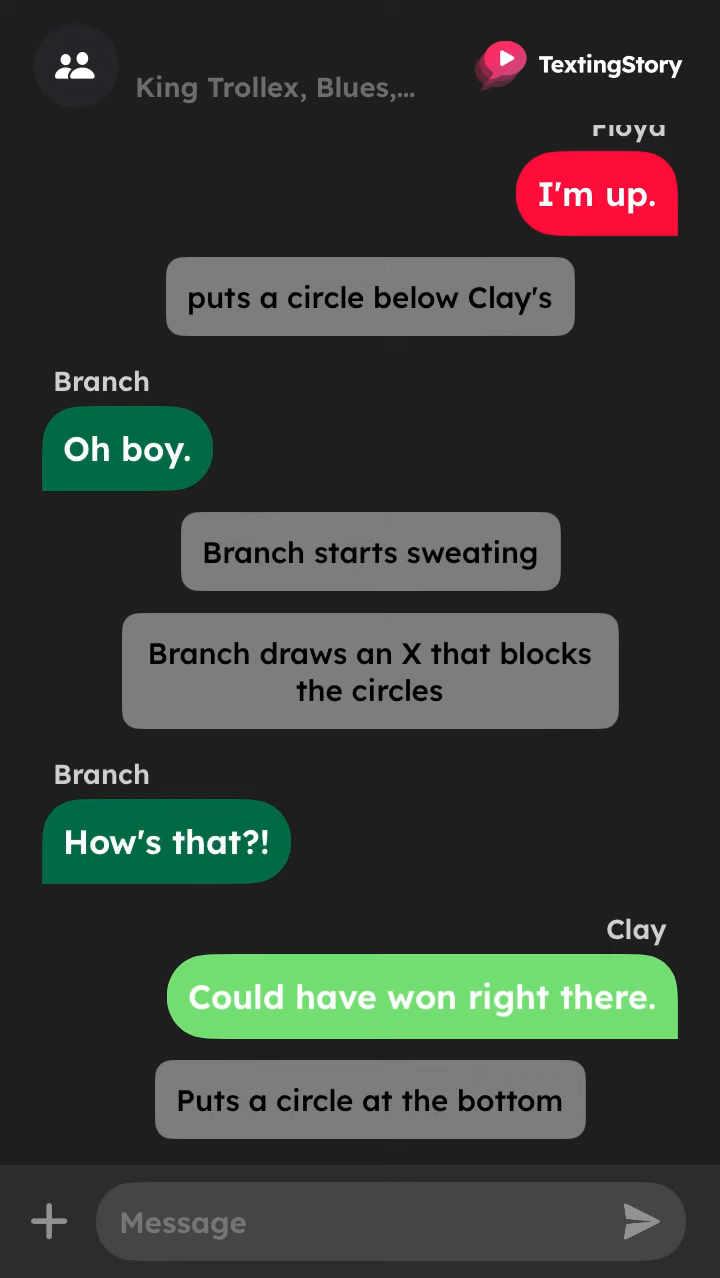 King Trollex, Blues,...
TextingStory
Floyd
I'm up.
puts a circle below Clay's
Branch
Oh boy.
Branch starts sweating
Branch draws an X that blocks
the circles
Branch
How's that?!
Clay
Could have won right there.
Puts a circle at the bottom
Message